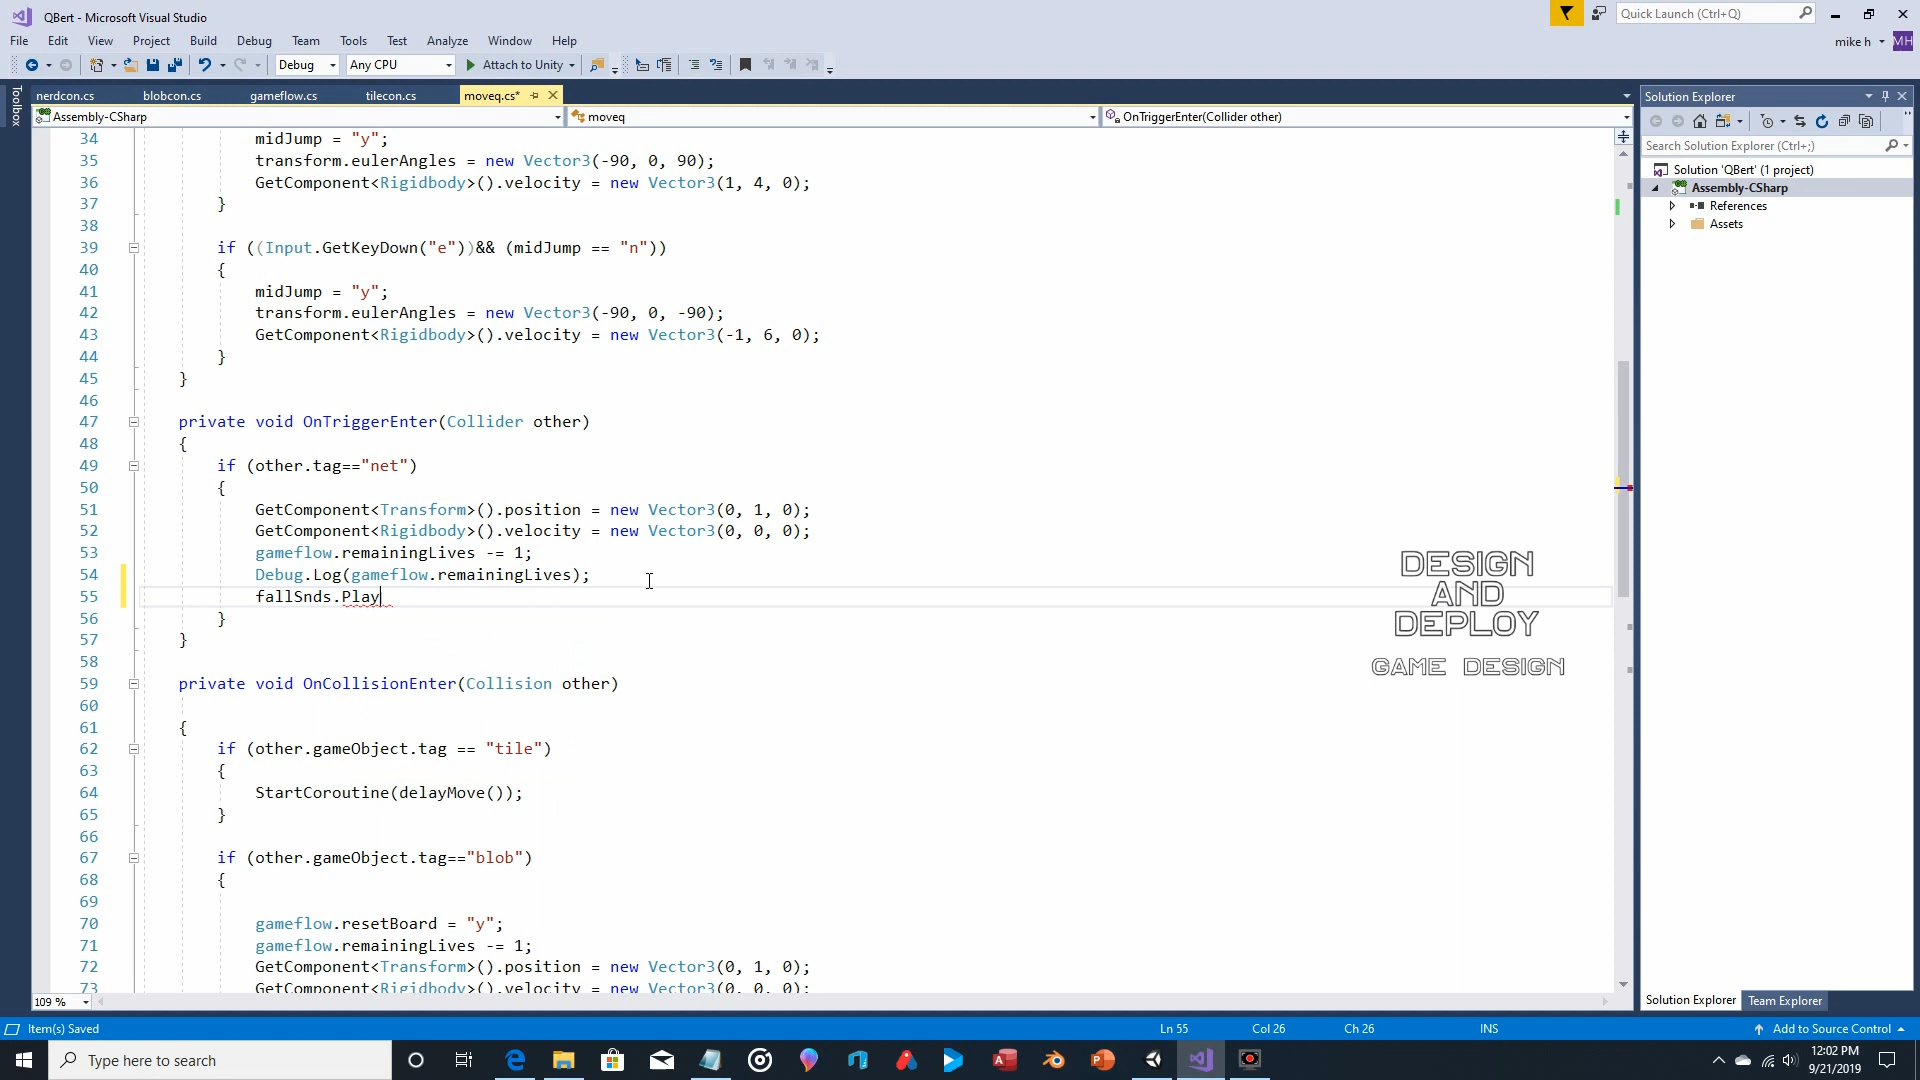 QBert - Microsoft Visual Studio
Quick Launch (Ctrl+Q)
File Edit View Project Build Debug Team Tools Test Analyze Window Help
mike h MH
Debug Any CPU Attach to Unity
Toolbox
nerdcon.cs blobcon.cs gameflow.cs tilecon.cs moveq.cs*
Assembly-CSharp moveq OnTriggerEnter(Collider other)
34 midJump = "y";
35 transform.eulerAngles = new Vector3(-90, 0, 90);
36 GetComponent<Rigidbody>().velocity = new Vector3(1, 4, 0);
37 }
38
39 if ((Input.GetKeyDown("e"))&& (midJump == "n"))
40 {
41 midJump = "y";
42 transform.eulerAngles = new Vector3(-90, 0, -90);
43 GetComponent<Rigidbody>().velocity = new Vector3(-1, 6, 0);
44 }
45 }
46
47 private void OnTriggerEnter(Collider other)
48 {
49 if (other.tag=="net")
50 {
51 GetComponent<Transform>().position = new Vector3(0, 1, 0);
52 GetComponent<Rigidbody>().velocity = new Vector3(0, 0, 0);
53 gameflow.remainingLives -= 1;
54 Debug.Log(gameflow.remainingLives);
55 fallSnds.Play
56 }
57 }
58
59 private void OnCollisionEnter(Collision other)
60
61 {
62 if (other.gameObject.tag == "tile")
63 {
64 StartCoroutine(delayMove());
65 }
66
67 if (other.gameObject.tag=="blob")
68 {
69
70 gameflow.resetBoard = "y";
71 gameflow.remainingLives -= 1;
72 GetComponent<Transform>().position = new Vector3(0, 1, 0);
73 GetComponent<Rigidbody>().velocity = new Vector3(0, 0, 0);
109 %
DESIGN
AND
DEPLOY
GAME DESIGN
Solution Explorer
Search Solution Explorer (Ctrl+;)
Solution 'QBert' (1 project)
Assembly-CSharp
References
Assets
Solution Explorer Team Explorer
Item(s) Saved Ln 55 Col 26 Ch 26 INS Add to Source Control
Type here to search
12:02 PM
9/21/2019